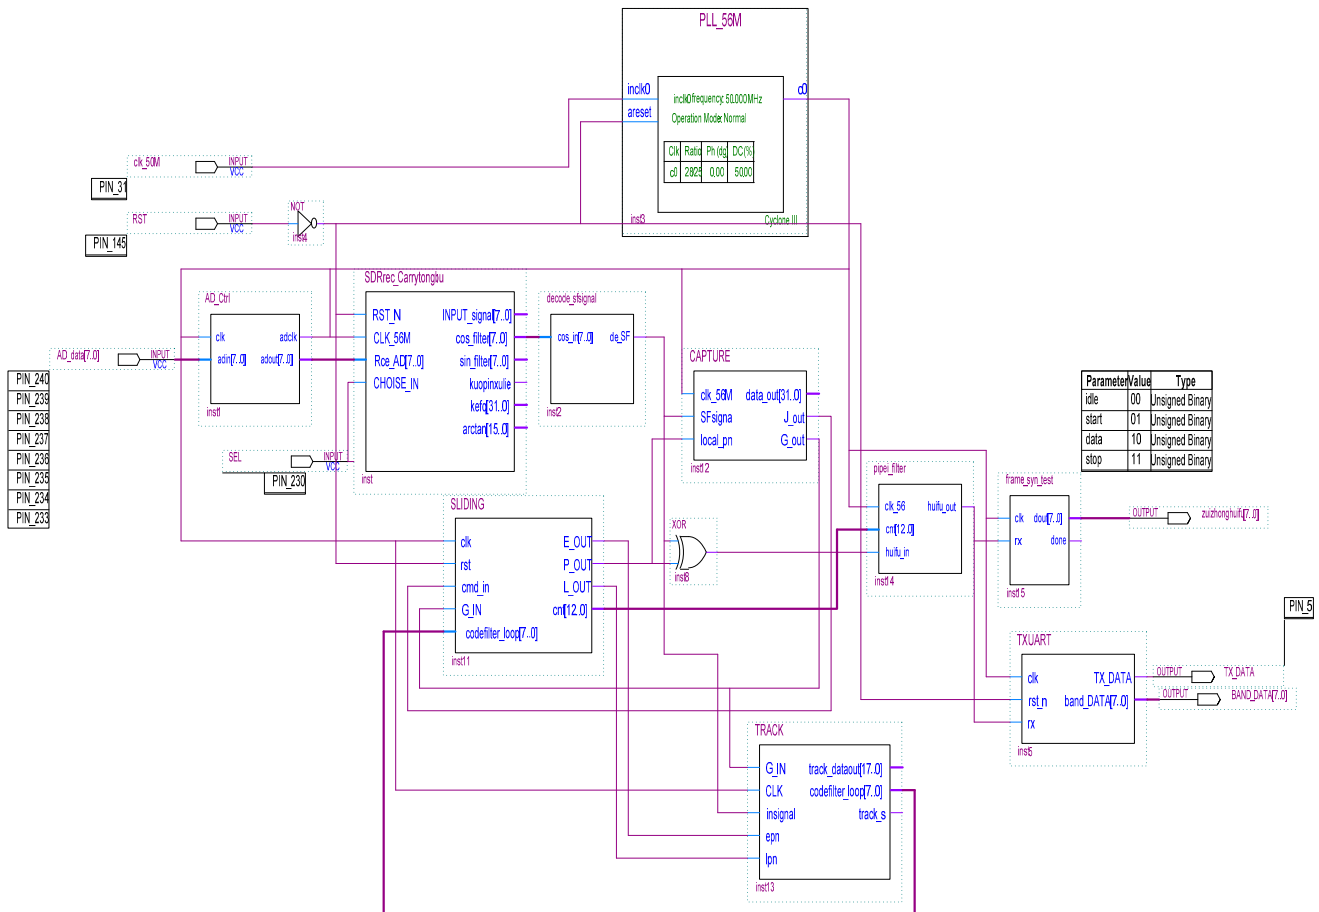 PLL_56M
inclk0
c0
areset
inclk0 frequency: 50.000 MHz
Operation Mode: Normal
Clk Ratio Ph (dg DC (%
c0 28/25 0.00 50.00
inst3
Cyclone III
clk_50M
INPUT
VCC
PIN_31
RST
INPUT
VCC
PIN_145
NOT
inst4
AD_Ctrl
clk
adclk
adin[7..0]
adout[7..0]
inst1
AD_data[7..0]
INPUT
VCC
PIN_240
PIN_239
PIN_238
PIN_237
PIN_236
PIN_235
PIN_234
PIN_233
SEL
INPUT
VCC
PIN_230
RST_N
INPUT_signal[7..0]
CLK_56M
cos_filter[7..0]
Rce_AD[7..0]
sin_filter[7..0]
CHOISE_IN
kuopinxulie
kefq[31..0]
arctan[15..0]
inst
cos_in[7..0]
de_SF
inst2
CAPTURE
clk_56M
data_out[31..0]
SFsigna
J_out
local_pn
G_out
inst12
Parameter Value Type
idle 00 Unsigned Binary
start 01 Unsigned Binary
data 10 Unsigned Binary
stop 11 Unsigned Binary
SLIDING
clk
E_OUT
rst
P_OUT
cmd_in
L_OUT
G_IN
cnt[12..0]
codefilter_loop[7..0]
inst11
XOR
inst8
pipei_filter
clk_56
huifu_out
cnt[12..0]
huifu_in
inst14
frame_syn_test
clk
dout[7..0]
rx
done
inst15
OUTPUT
zuizhonghuifu[7..0]
PIN_5
TXUART
clk
TX_DATA
rst_n
band_DATA[7..0]
rx
inst5
OUTPUT
TX_DATA
OUTPUT
BAND_DATA[7..0]
TRACK
G_IN
track_dataout[17..0]
CLK
codefilter_loop[7..0]
insignal
track_s
epn
lpn
inst13